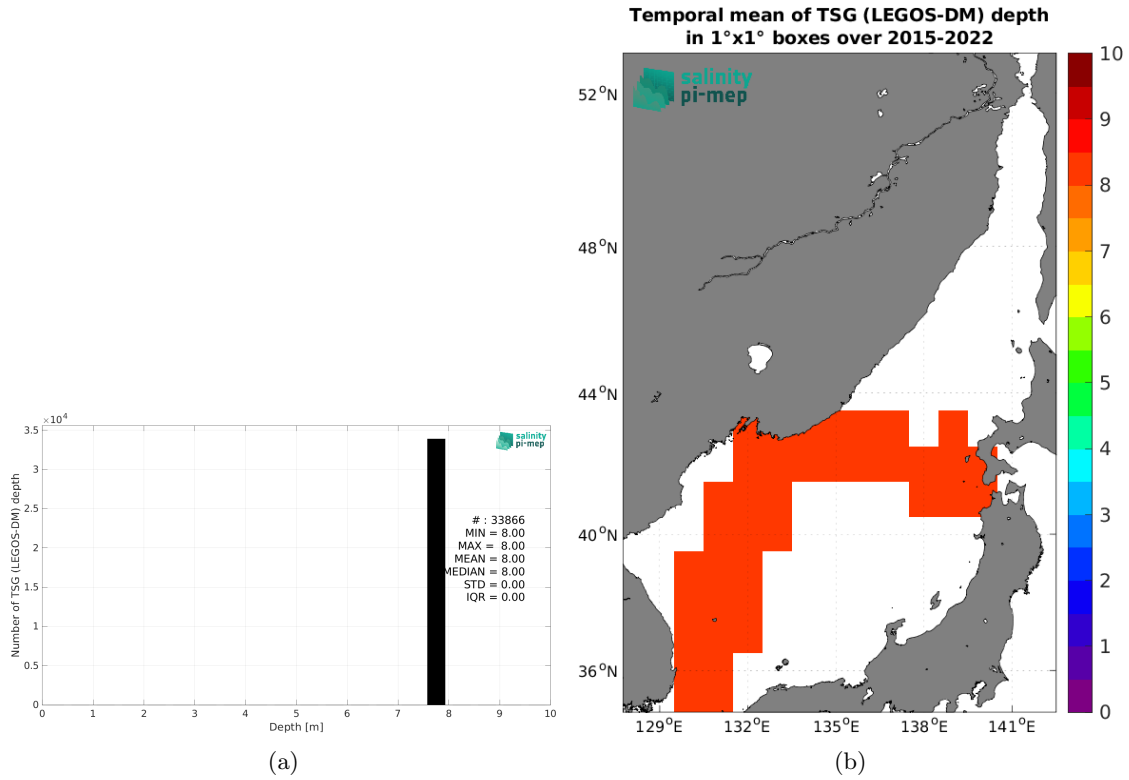 ×10⁴
3.5
3
2.5
2
1.5
1
0.5
0
Number of TSG (LEGOS-DM) depth
salinity
pi-mep
# : 33866
MIN = 8.00
MAX = 8.00
MEAN = 8.00
MEDIAN = 8.00
STD = 0.00
IQR = 0.00
0 1 2 3 4 5 6 7 8 9 10
Depth [m]
(a)
Temporal mean of TSG (LEGOS-DM) depth
in 1°x1° boxes over 2015-2022
salinity
pi-mep
52°N
48°N
44°N
40°N
36°N
129°E 132°E 135°E 138°E 141°E
10
9
8
7
6
5
4
3
2
1
0
(b)